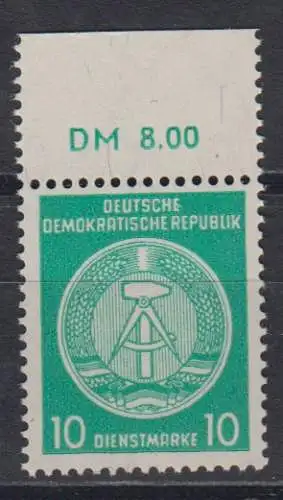 DM 8.00
DEUTSCHE
DEMOKRATISCHE REPUBLIK
10 10
DIENSTMARKE